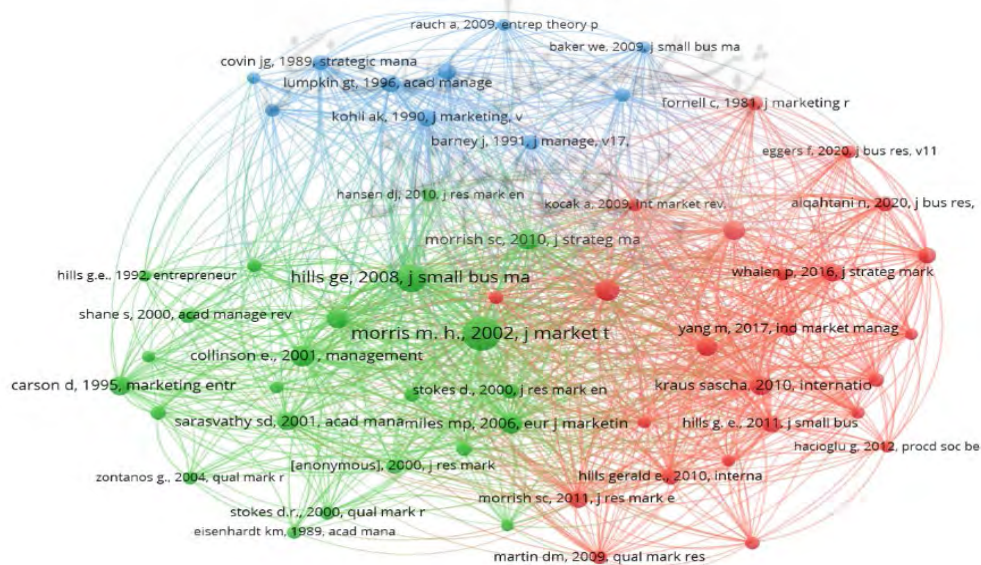 rauch a, 2009, entrep theory p
baker we, 2009, j small bus ma
covin jg, 1989, strategic mana
lumpkin gt, 1996, acad manage
fornell c, 1981, j marketing r
kohli ak, 1990, j marketing, v
barney j, 1991, j manage, v17,
eggers f, 2020, j bus res, v11
hansen dj, 2010, j res mark en
kocak a, 2009, int market rev,
alqahtani n, 2020, j bus res,
morrish sc, 2010, j strateg ma
hills g.e., 1992, entrepreneur
hills ge, 2008, j small bus ma
whalen p, 2016, j strateg mark
shane s, 2000, acad manage rev
morris m. h., 2002, j market t
yang m, 2017, ind market manag
collinson e., 2001, management
carson d, 1995, marketing entr
stokes d., 2000, j res mark en
kraus sascha, 2010, internatio
sarasvathy sd, 2001, acad mana
miles mp, 2006, eur j marketin
hills g. e., 2011, j small bus
hacioglu g, 2012, procd soc be
[anonymous], 2000, j res mark
zontanos g., 2004, qual mark r
hills gerald e., 2010, interna
morrish sc, 2011, j res mark e
stokes d.r., 2000, qual mark r
eisenhardt km, 1989, acad mana
martin dm, 2009, qual mark res